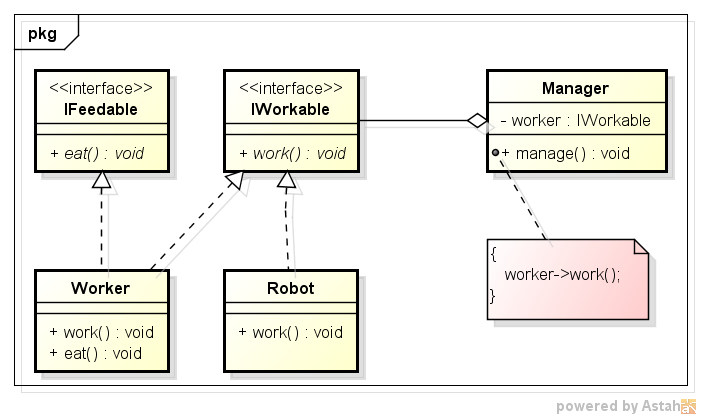 pkg
<<interface>>
IFeedable
+ eat() : void
<<interface>>
IWorkable
+ work() : void
Manager
- worker : IWorkable
+ manage() : void
{
worker->work();
}
Worker
+ work() : void
+ eat() : void
Robot
+ work() : void
powered by Astah